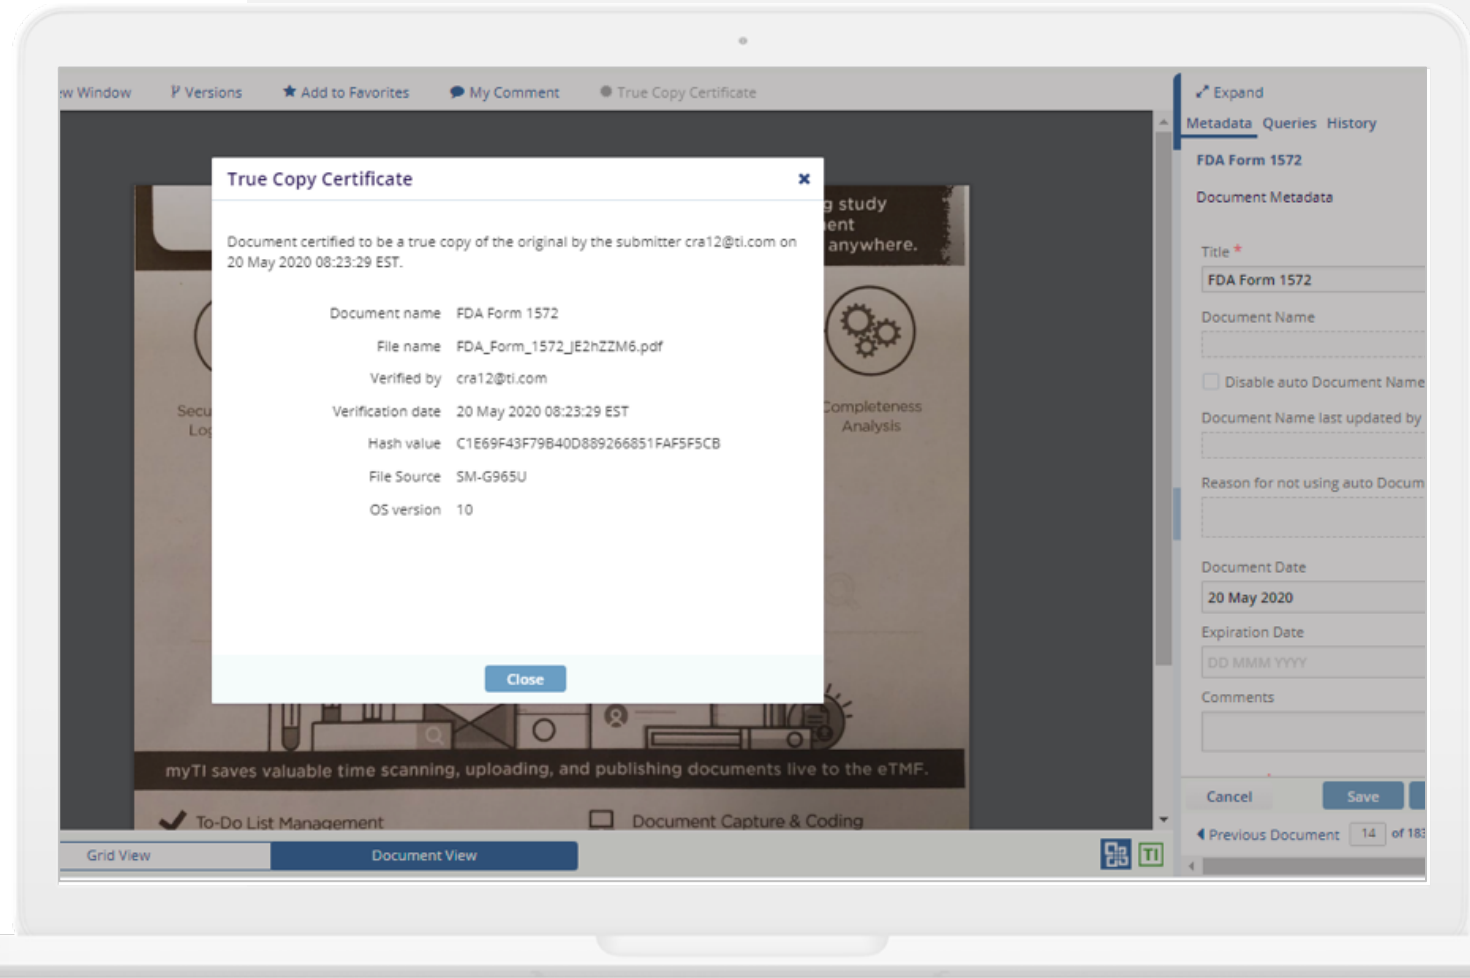 ew Window
Versions
Add to Favorites
My Comment
True Copy Certificate
Expand
Metadata Queries History
FDA Form 1572
Document Metadata
Title *
FDA Form 1572
Document Name
Disable auto Document Name
Document Name last updated by
Reason for not using auto Docum
Document Date
20 May 2020
Expiration Date
DD MMM YYYY
Comments
Cancel
Save
Previous Document 14 of 183
True Copy Certificate
Document certified to be a true copy of the original by the submitter cra12@ti.com on
20 May 2020 08:23:29 EST.
Document name FDA Form 1572
File name FDA_Form_1572_JE2hZZM6.pdf
Verified by cra12@ti.com
Verification date 20 May 2020 08:23:29 EST
Hash value C1E69F43F79B40D889266851FAF5F5CB
File Source SM-G965U
OS version 10
Close
g study
ent
anywhere.
Secu
Log
Completeness
Analysis
myTI saves valuable time scanning, uploading, and publishing documents live to the eTMF.
To-Do List Management
Document Capture & Coding
Grid View
Document View
TI